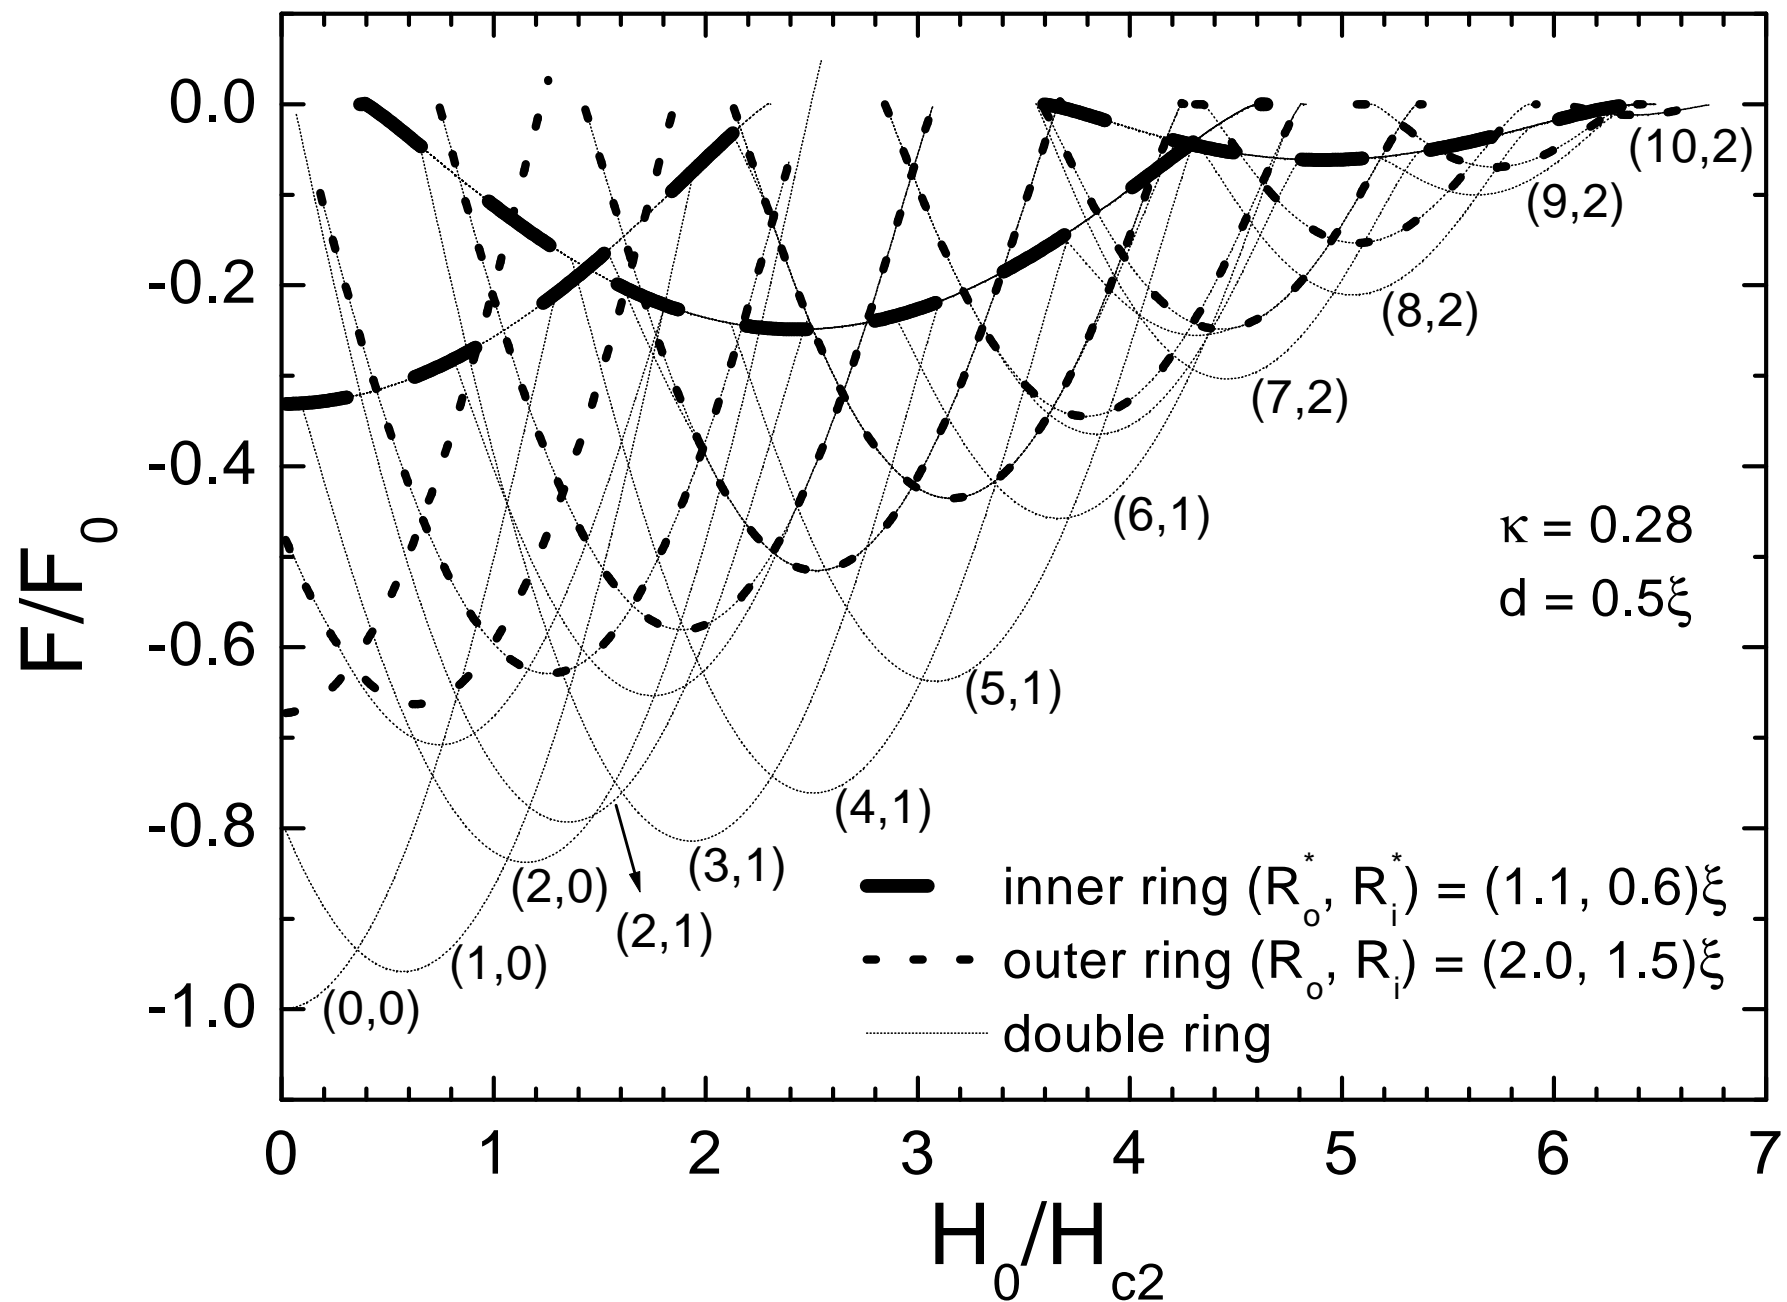 0.0
-0.2
-0.4
-0.6
-0.8
-1.0
F/F₀
0 1 2 3 4 5 6 7
H₀/H_c2
(10,2)
(9,2)
(8,2)
(7,2)
(6,1)
(5,1)
(4,1)
(3,1)
(2,0)
(2,1)
(1,0)
(0,0)
κ = 0.28
d = 0.5ξ
inner ring (R*ₒ, R*ᵢ) = (1.1, 0.6)ξ
outer ring (Rₒ, Rᵢ) = (2.0, 1.5)ξ
double ring